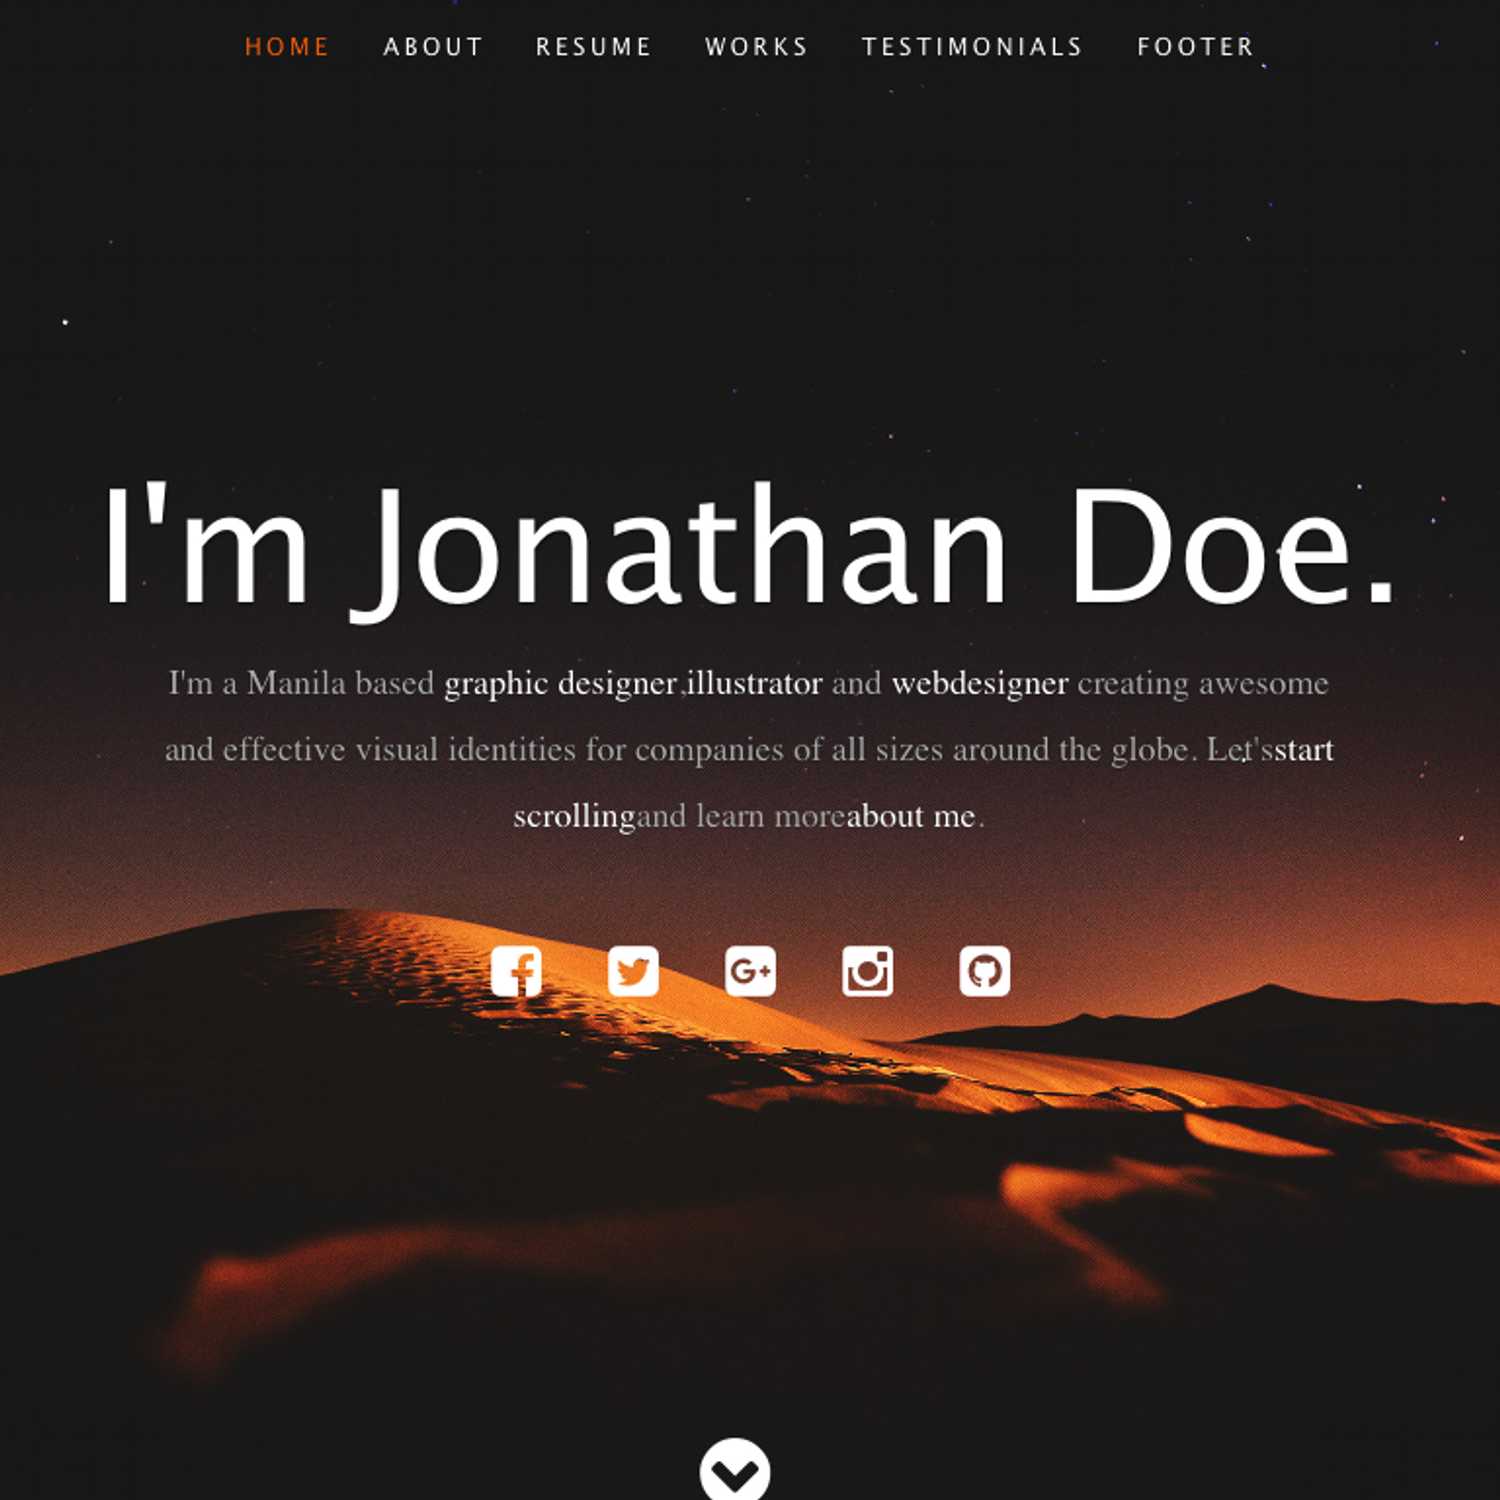 HOME ABOUT RESUME WORKS TESTIMONIALS FOOTER
I'm Jonathan Doe.
I'm a Manila based graphic designer,illustrator and webdesigner creating awesome
and effective visual identities for companies of all sizes around the globe. Let'sstart
scrollingand learn moreabout me.
G+